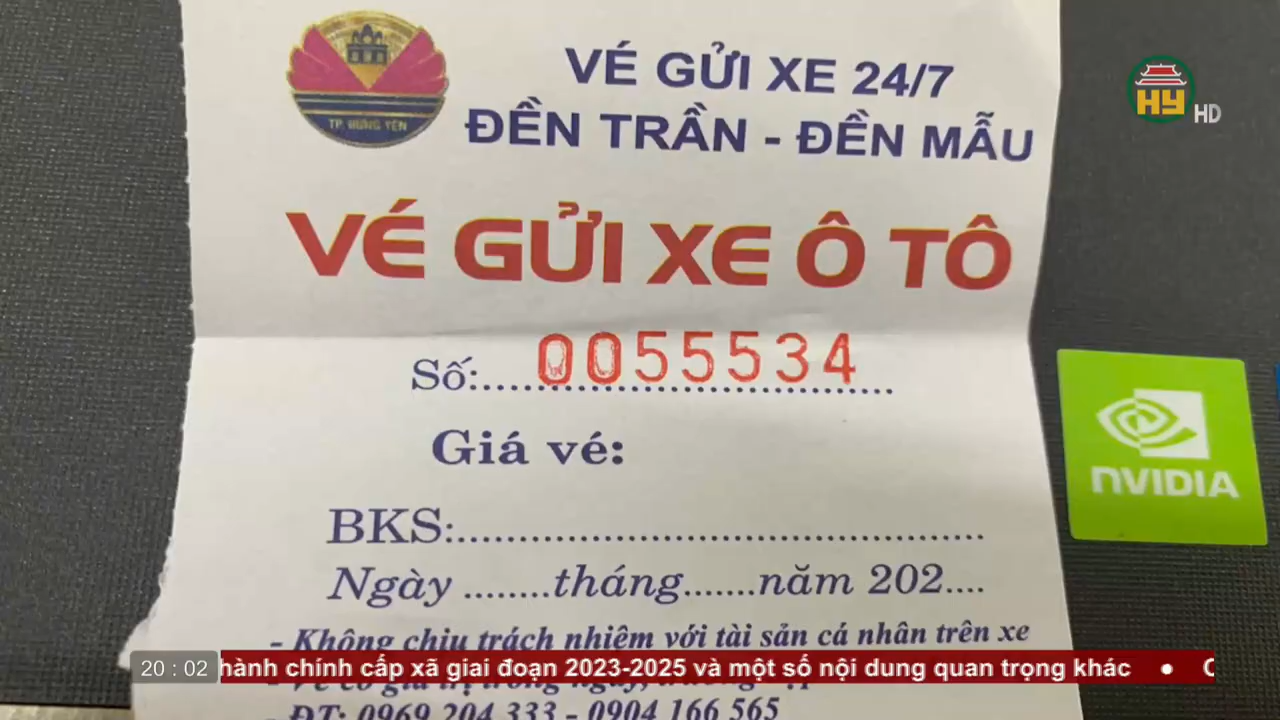 TP. HƯNG YÊN
VÉ GỬI XE 24/7
ĐỀN TRẦN - ĐỀN MẪU
HY HD
VÉ GỬI XE Ô TÔ
Số:....0055534....
Giá vé:
NVIDIA
BKS:..........................................
Ngày ........tháng.......năm 202....
- Không chịu trách nhiệm với tài sản cá nhân trên xe
20 : 02 hành chính cấp xã giai đoạn 2023-2025 và một số nội dung quan trọng khác •
ĐT: 0969 204 333 - 0904 166 565